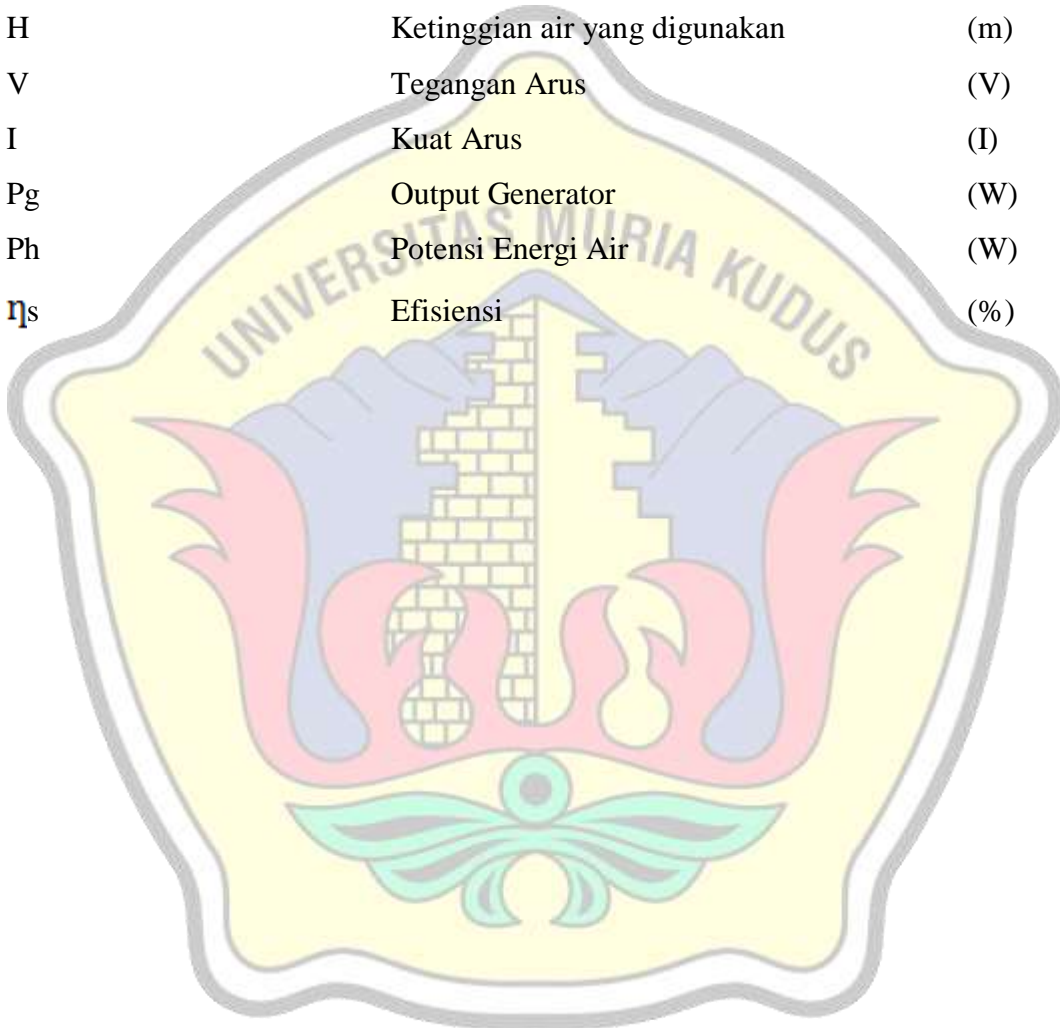 H Ketinggian air yang digunakan (m)
V Tegangan Arus (V)
I Kuat Arus (I)
Pg Output Generator (W)
Ph Potensi Energi Air (W)
ηs Efisiensi (%)
UNIVERSITAS MURIA KUDUS